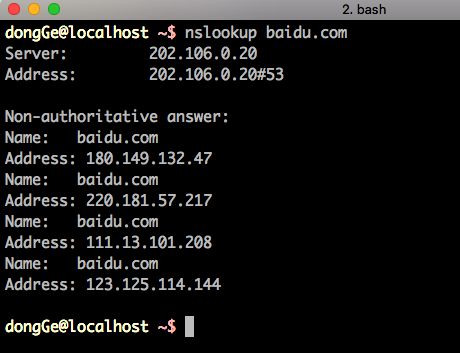 2. bash
dongGe@localhost ~$ nslookup baidu.com
Server:         202.106.0.20
Address:        202.106.0.20#53

Non-authoritative answer:
Name:   baidu.com
Address: 180.149.132.47
Name:   baidu.com
Address: 220.181.57.217
Name:   baidu.com
Address: 111.13.101.208
Name:   baidu.com
Address: 123.125.114.144

dongGe@localhost ~$